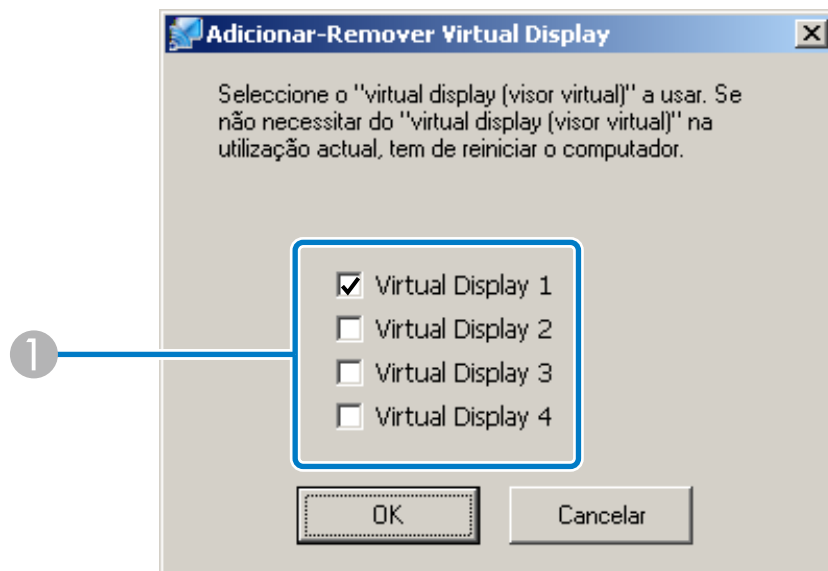 Adicionar-Remover Virtual Display
Seleccione o "virtual display (visor virtual)" a usar. Se
não necessitar do "virtual display (visor virtual)" na
utilização actual, tem de reiniciar o computador.
Virtual Display 1
Virtual Display 2
Virtual Display 3
Virtual Display 4
1
OK
Cancelar